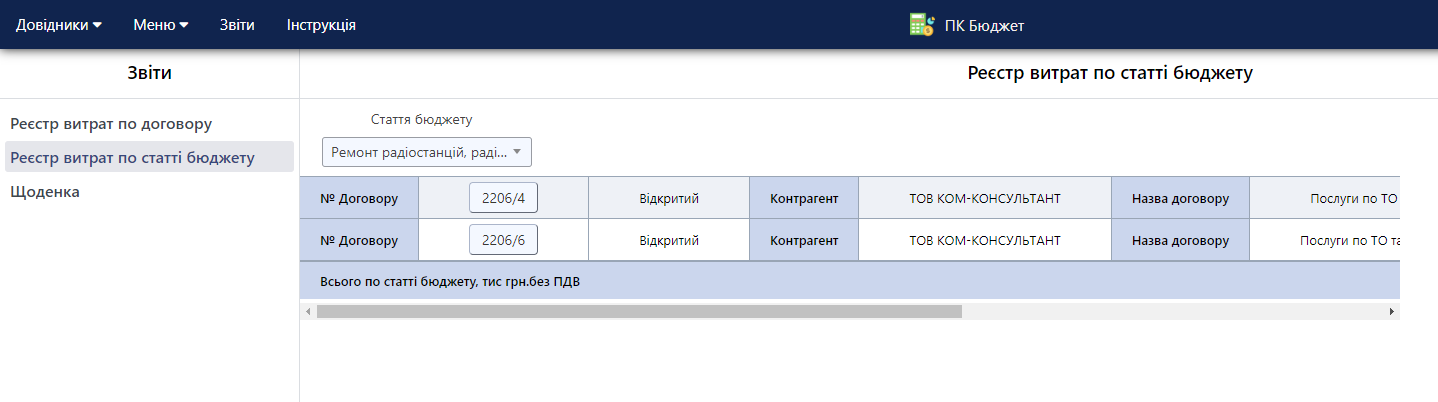 Довідники Меню Звіти Інструкція ПК Бюджет
Звіти
Реєстр витрат по статті бюджету
Реєстр витрат по договору
Реєстр витрат по статті бюджету
Щоденка
Стаття бюджету
Ремонт радіостанцій, раді...
№ Договору 2206/4 Відкритий Контрагент ТОВ КОМ-КОНСУЛЬТАНТ Назва договору Послуги по ТО
№ Договору 2206/6 Відкритий Контрагент ТОВ КОМ-КОНСУЛЬТАНТ Назва договору Послуги по ТО та
Всього по статті бюджету, тис грн.без ПДВ